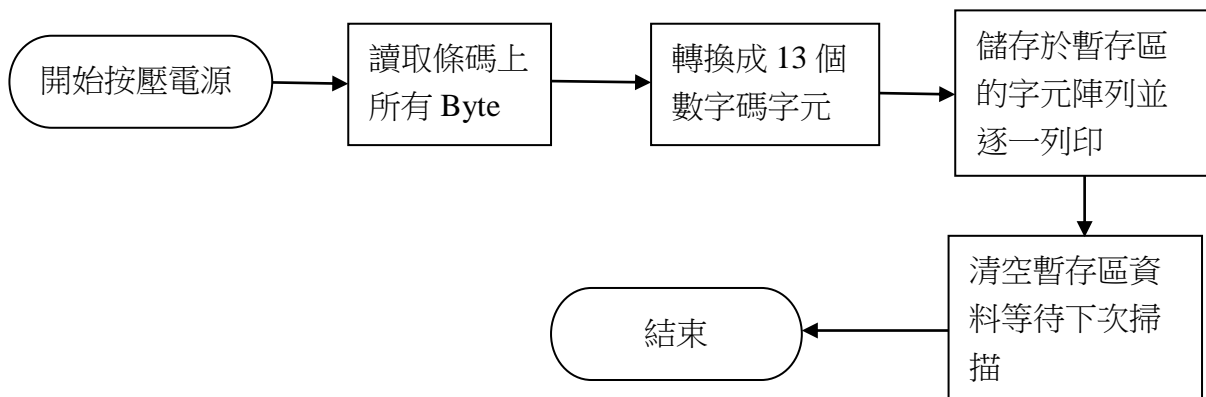 開始按壓電源
讀取條碼上
所有 Byte
轉換成 13 個
數字碼字元
儲存於暫存區
的字元陣列並
逐一列印
清空暫存區資
料等待下次掃
描
結束